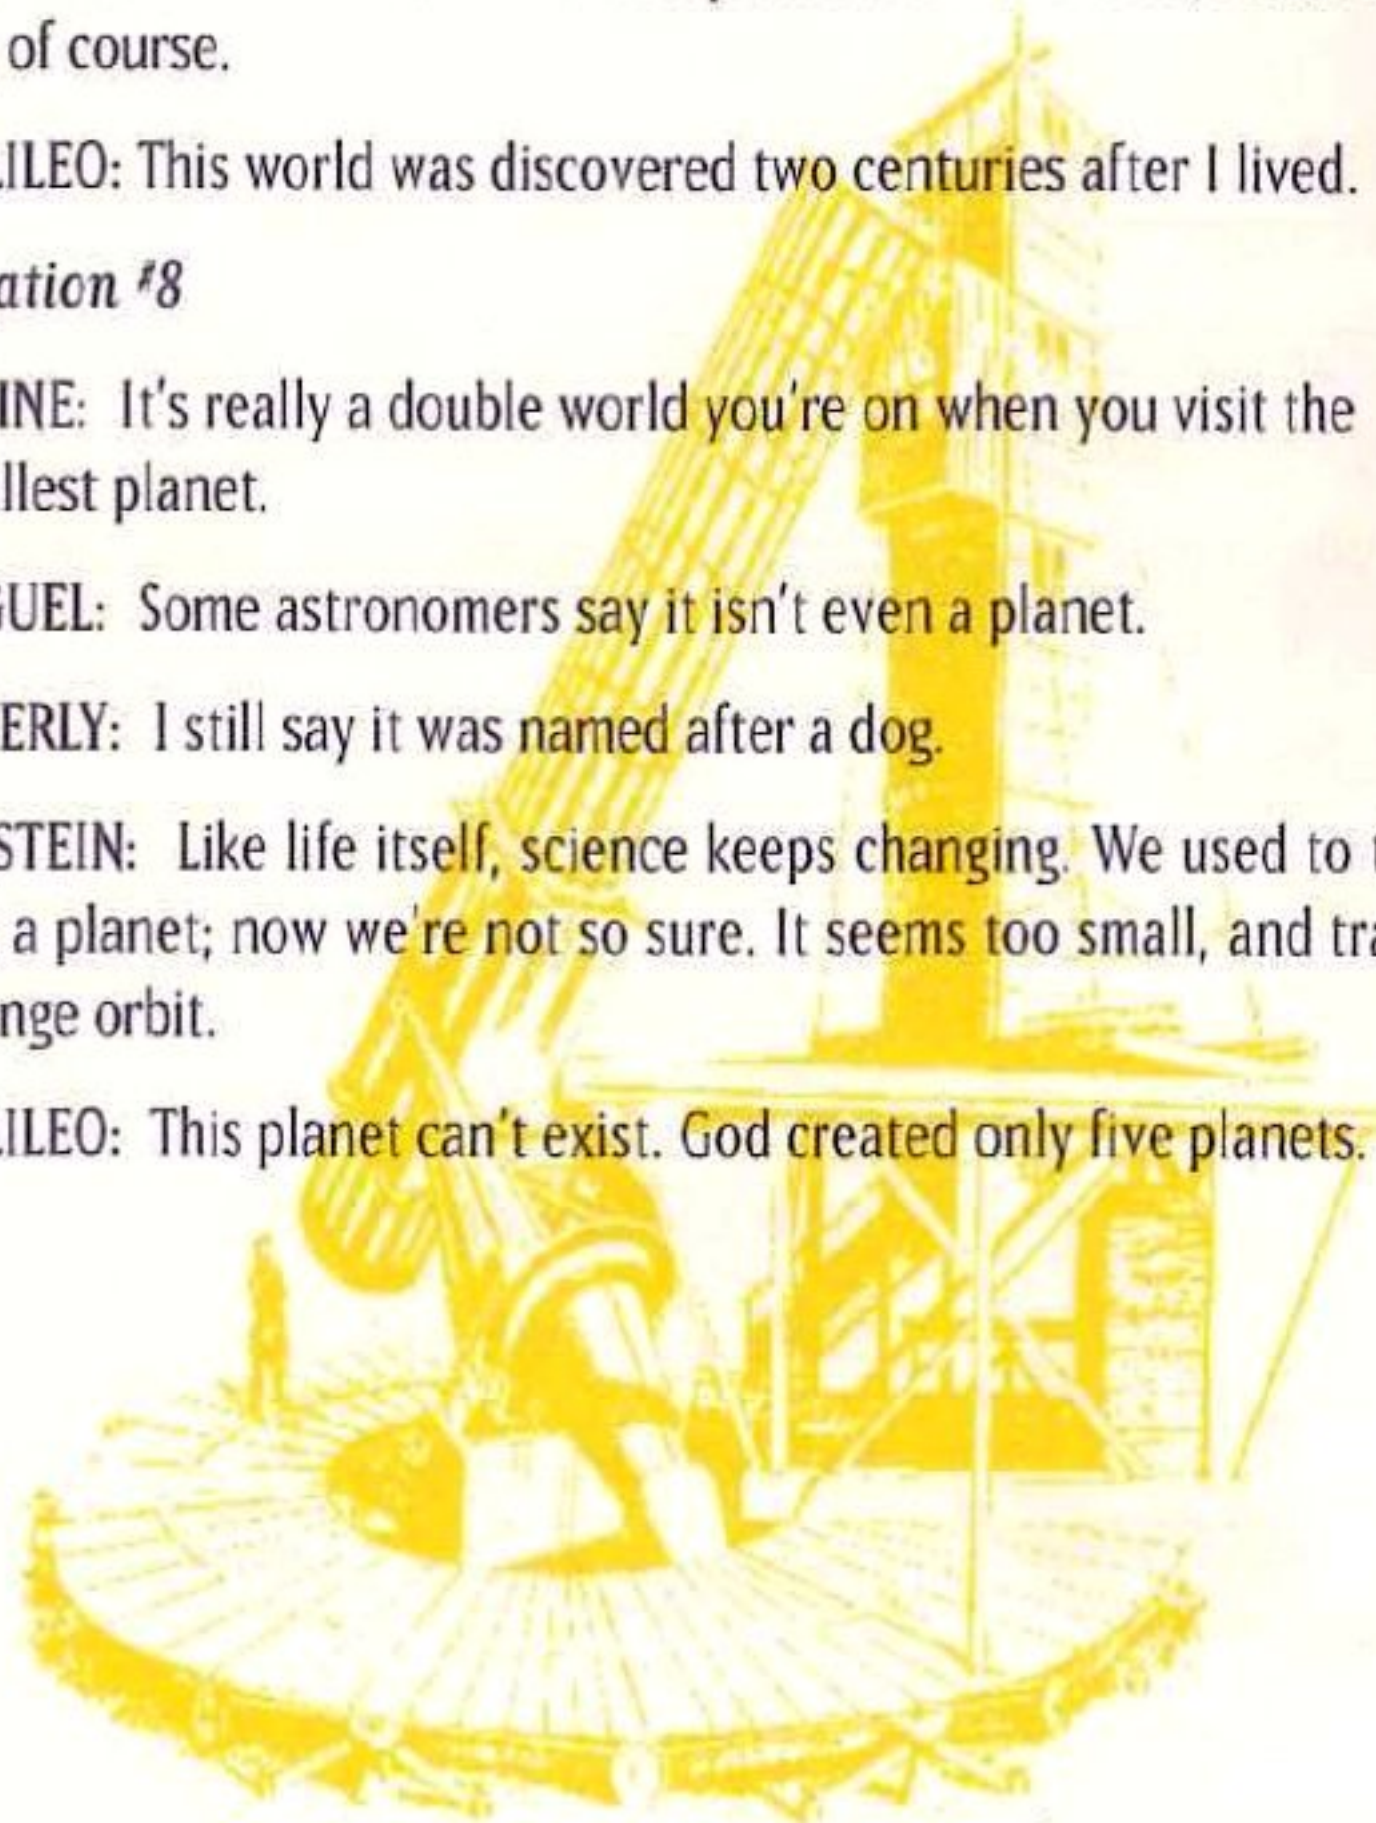 of course.
ILEO: This world was discovered two centuries after I lived.
ation #8
INE: It's really a double world you're on when you visit the
llest planet.
GUEL: Some astronomers say it isn't even a planet.
ERLY: I still say it was named after a dog.
STEIN: Like life itself, science keeps changing. We used to t
a planet; now we're not so sure. It seems too small, and tra
nge orbit.
ILEO: This planet can't exist. God created only five planets.